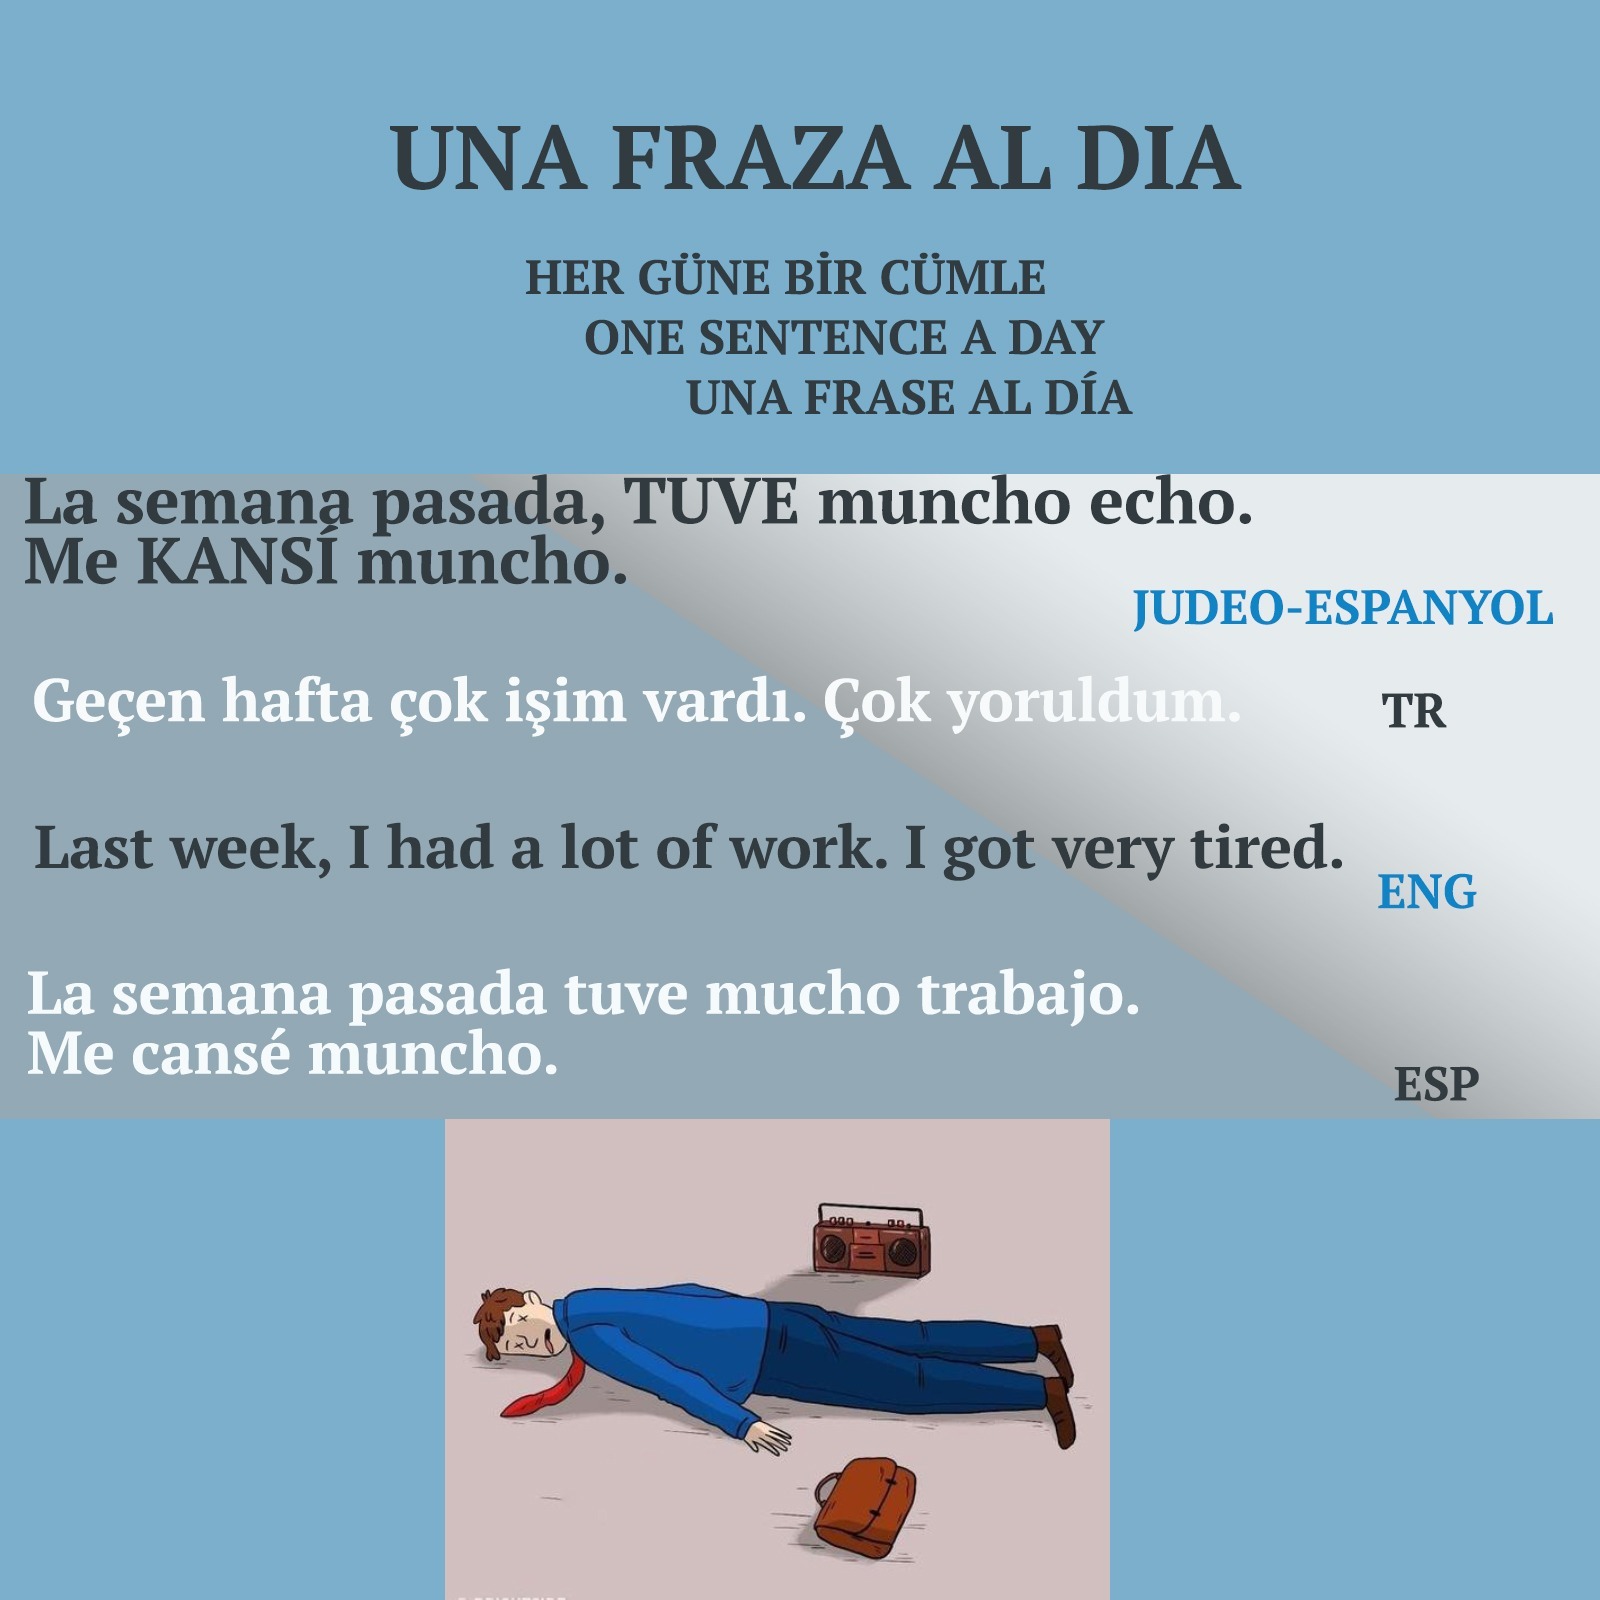 UNA FRAZA AL DIA
HER GÜNE BİR CÜMLE
ONE SENTENCE A DAY
UNA FRASE AL DÍA
La semana pasada, TUVE muncho echo.
Me KANSÍ muncho.
JUDEO-ESPANYOL
Geçen hafta çok işim vardı. Çok yoruldum.
TR
Last week, I had a lot of work. I got very tired.
ENG
La semana pasada tuve mucho trabajo.
Me cansé muncho.
ESP